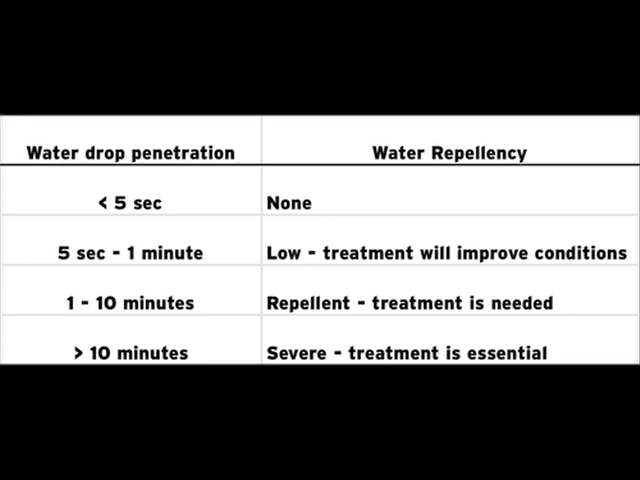 Water drop penetration Water Repellency
< 5 sec None
5 sec - 1 minute Low - treatment will improve conditions
1 - 10 minutes Repellent - treatment is needed
> 10 minutes Severe - treatment is essential